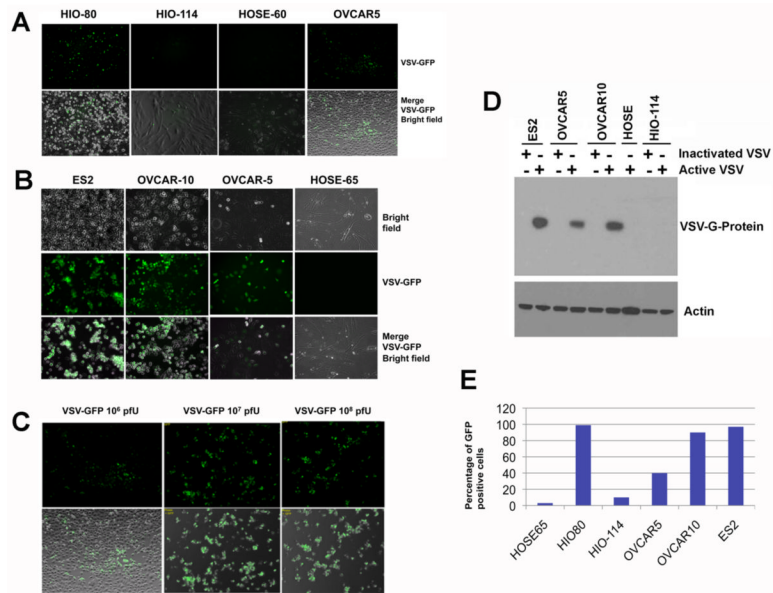 A
HIO-80 HIO-114 HOSE-60 OVCAR5
VSV-GFP
Merge
VSV-GFP
Bright field
B
ES2 OVCAR-10 OVCAR-5 HOSE-65
Bright
field
VSV-GFP
Merge
VSV-GFP
Bright field
C
VSV-GFP 10⁶ pfU VSV-GFP 10⁷ pfU VSV-GFP 10⁸ pfU
D
ES2 OVCAR5 OVCAR10 HOSE HIO-114
+ - + - + - + + - Inactivated VSV
- + - + - + + - + Active VSV
VSV-G-Protein
Actin
E
Percentage of GFP
positive cells
120
100
80
60
40
20
0
HOSE65 HIO80 HIO-114 OVCAR5 OVCAR10 ES2